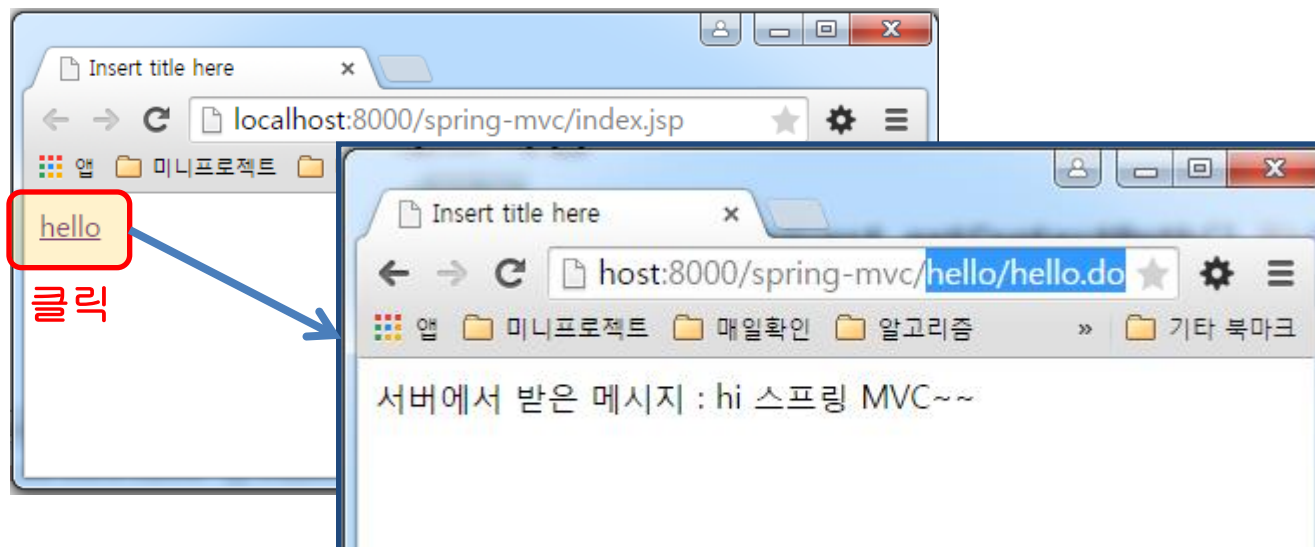 Insert title here
localhost:8000/spring-mvc/index.jsp
앱 미니프로젝트
hello
클릭
Insert title here
host:8000/spring-mvc/hello/hello.do
앱 미니프로젝트 매일확인 알고리즘 » 기타 북마크
서버에서 받은 메시지 : hi 스프링 MVC~~